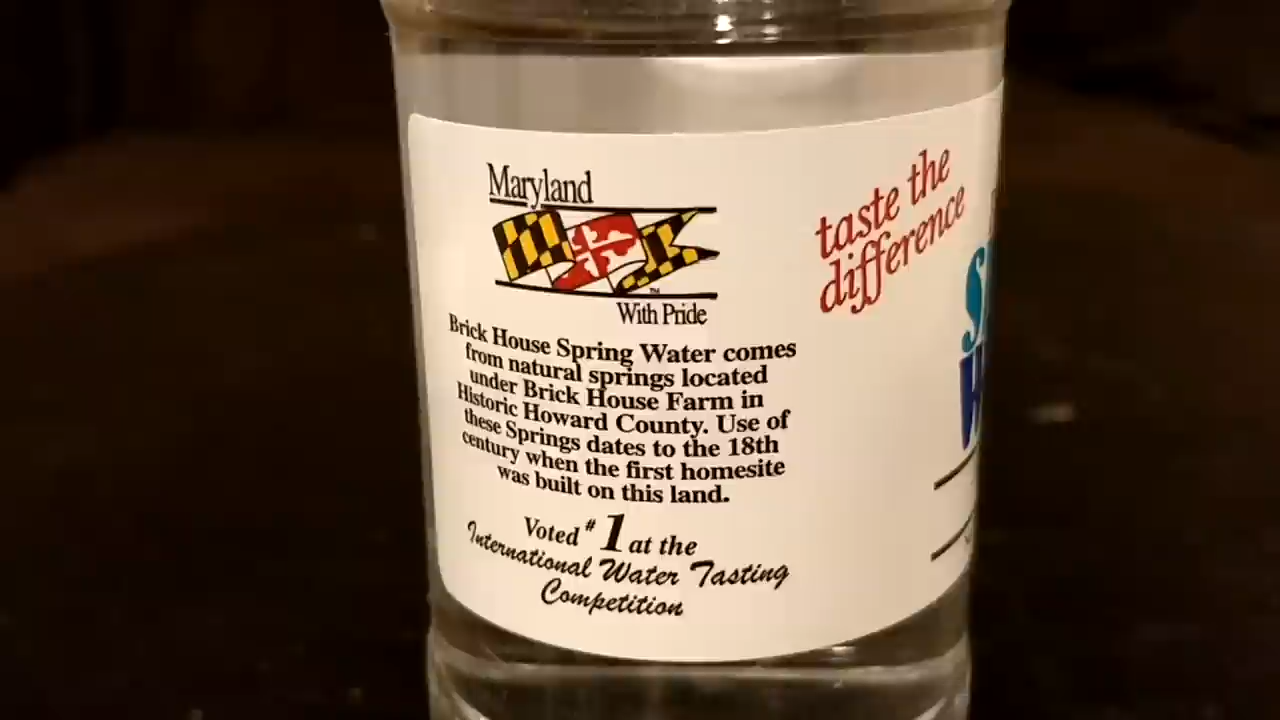 Maryland
With Pride
Brick House Spring Water comes
from natural springs located
under Brick House Farm in
Historic Howard County. Use of
these Springs dates to the 18th
century when the first homesite
was built on this land.
Voted #1 at the
International Water Tasting
Competition
taste the
difference